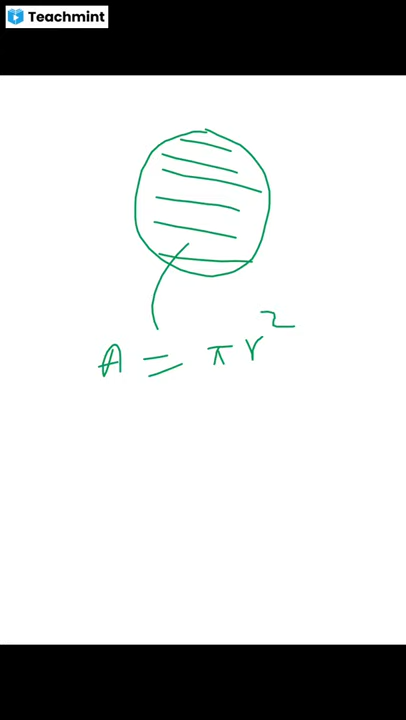 Teachmint
A = πr²